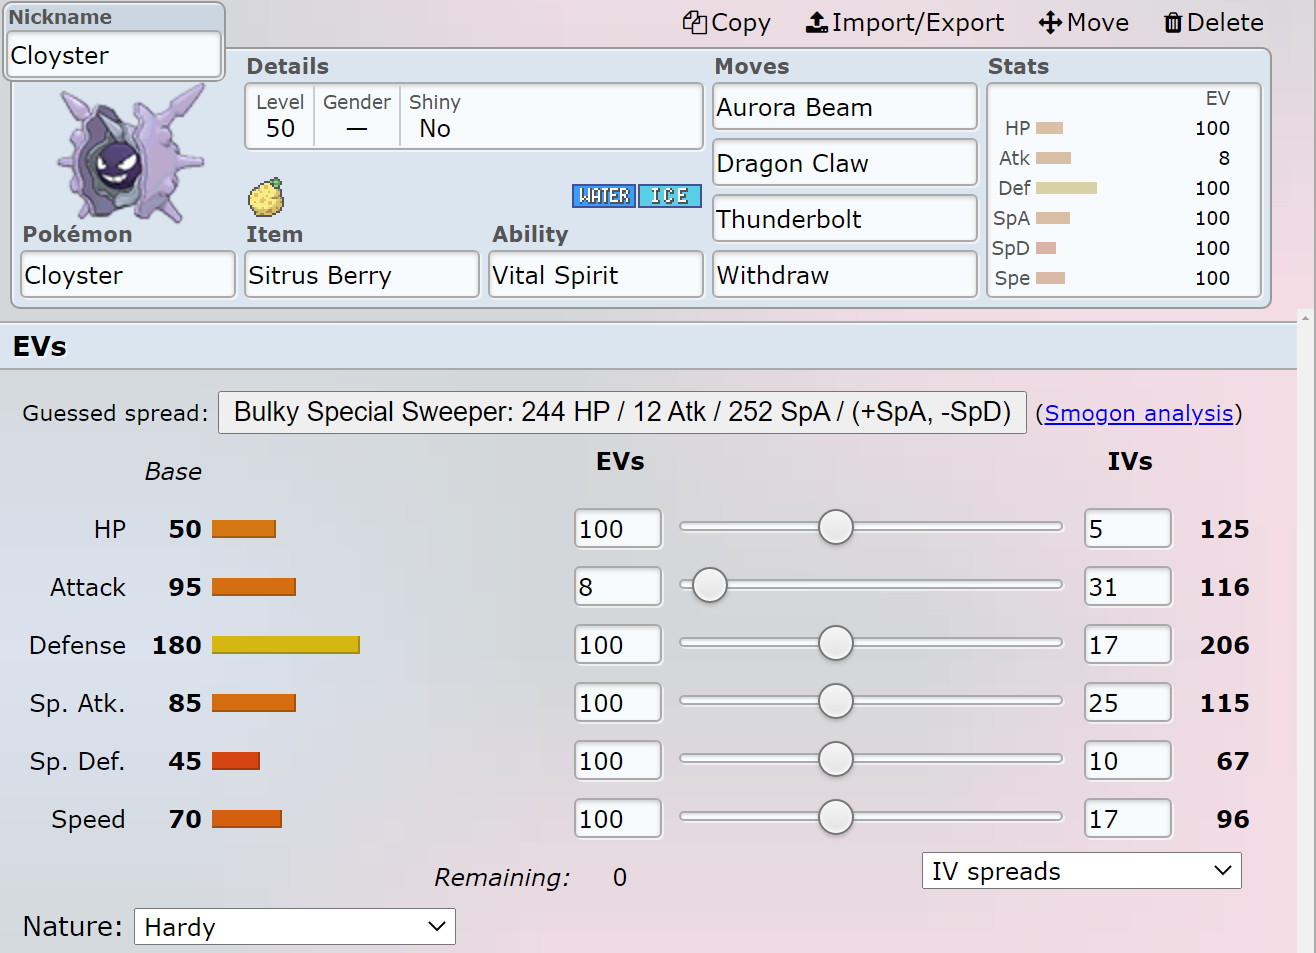 Nickname
Cloyster
Copy Import/Export Move Delete
Details
Level Gender Shiny
50 — No
WATER ICE
Pokémon Item Ability
Cloyster Sitrus Berry Vital Spirit
Moves
Aurora Beam
Dragon Claw
Thunderbolt
Withdraw
Stats
EV
HP 100
Atk 8
Def 100
SpA 100
SpD 100
Spe 100
EVs
Guessed spread: Bulky Special Sweeper: 244 HP / 12 Atk / 252 SpA / (+SpA, -SpD) (Smogon analysis)
Base EVs IVs
HP 50 100 5 125
Attack 95 8 31 116
Defense 180 100 17 206
Sp. Atk. 85 100 25 115
Sp. Def. 45 100 10 67
Speed 70 100 17 96
Remaining: 0 IV spreads
Nature: Hardy